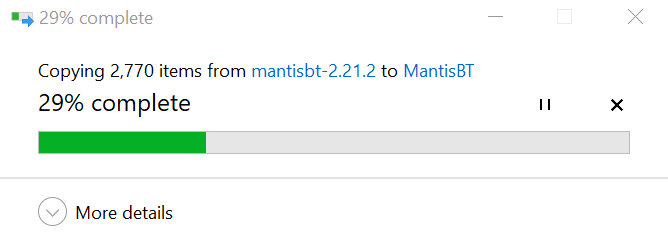 29% complete
Copying 2,770 items from mantisbt-2.21.2 to MantisBT
29% complete
More details